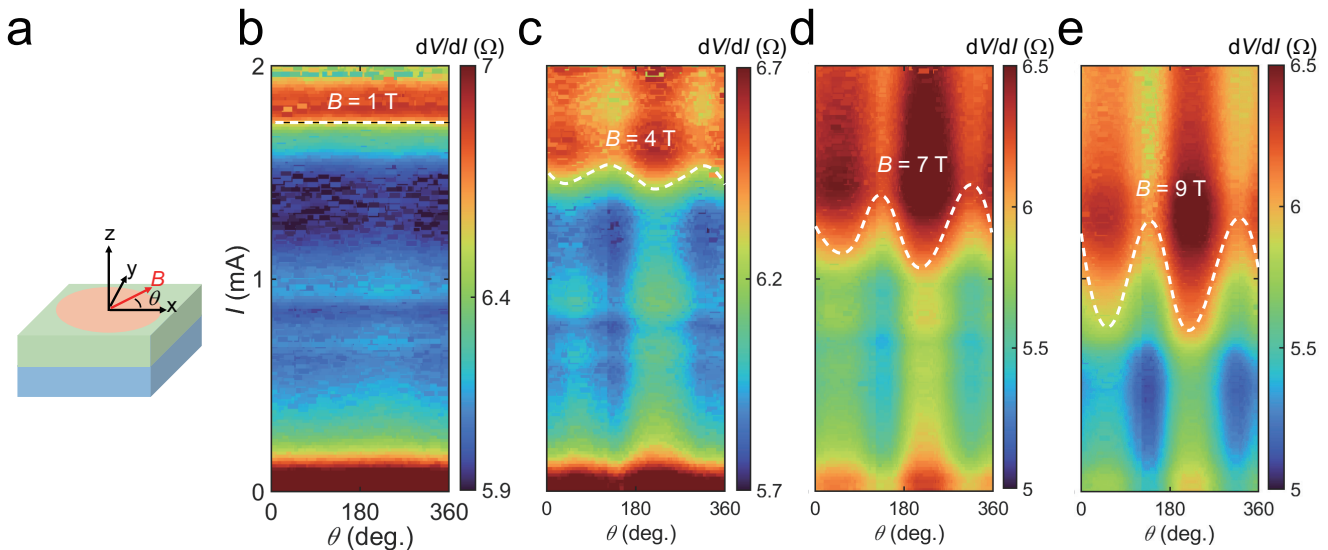 a
z
y
B
θ
x
b
dV/dI (Ω)
2
1
0
I (mA)
B = 1 T
0
180
360
θ (deg.)
7
6.4
5.9
c
dV/dI (Ω)
B = 4 T
0
180
360
θ (deg.)
6.7
6.2
5.7
d
dV/dI (Ω)
B = 7 T
0
180
360
θ (deg.)
6.5
6
5.5
5
e
dV/dI (Ω)
B = 9 T
0
180
360
θ (deg.)
6.5
6
5.5
5